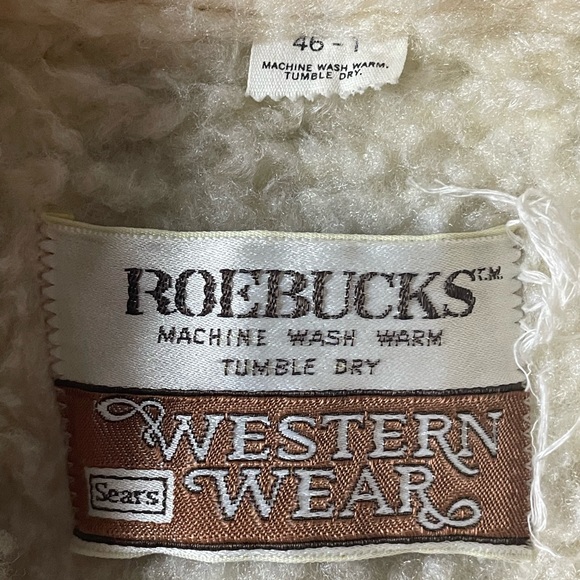 46 - 1
MACHINE WASH WARM.
TUMBLE DRY.
ROEBUCKS T.M.
MACHINE WASH WARM
TUMBLE DRY
WESTERN
Sears WEAR